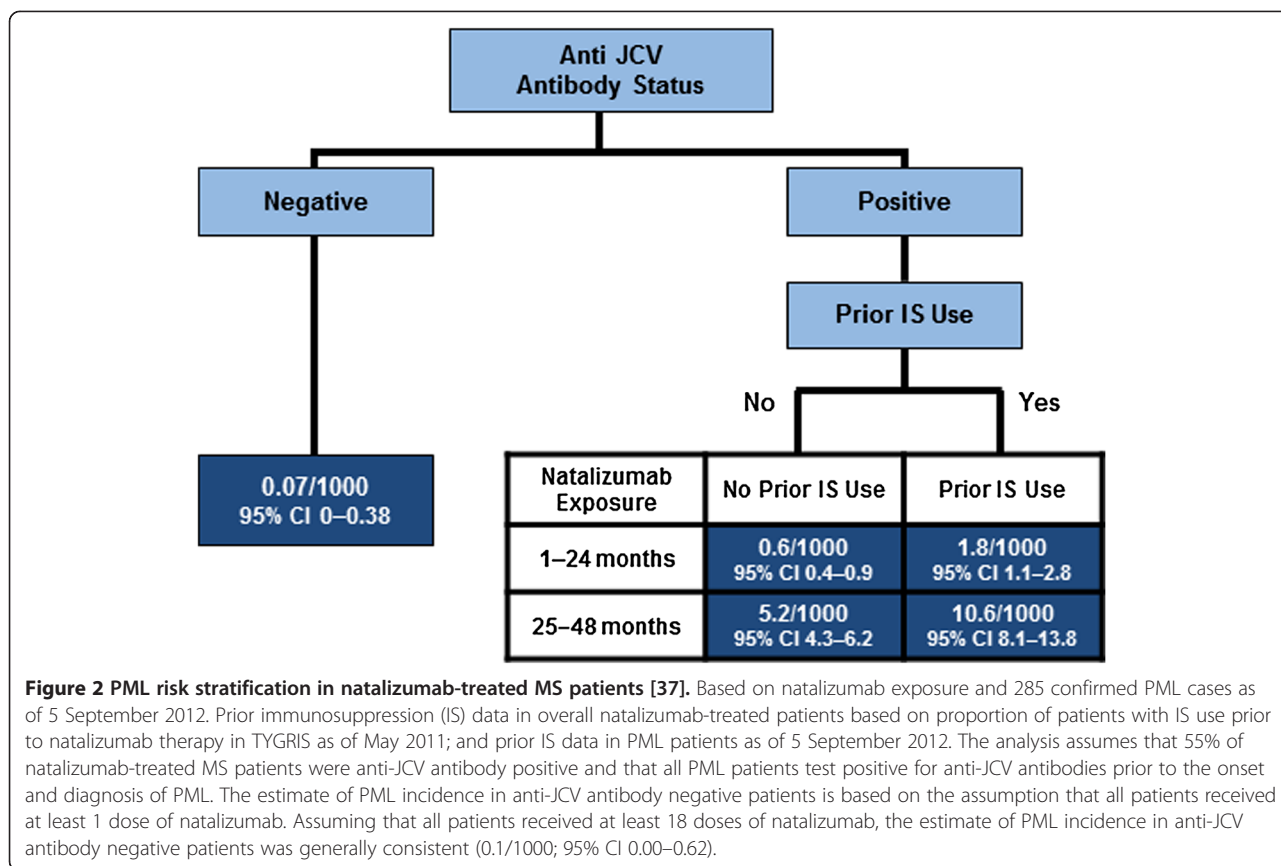 Anti JCV
Antibody Status
Negative
Positive
Prior IS Use
No
Yes
0.07/1000
95% CI 0–0.38
Natalizumab
Exposure
No Prior IS Use
Prior IS Use
1–24 months
0.6/1000
95% CI 0.4–0.9
1.8/1000
95% CI 1.1–2.8
25–48 months
5.2/1000
95% CI 4.3–6.2
10.6/1000
95% CI 8.1–13.8
Figure 2 PML risk stratification in natalizumab-treated MS patients [37]. Based on natalizumab exposure and 285 confirmed PML cases as
of 5 September 2012. Prior immunosuppression (IS) data in overall natalizumab-treated patients based on proportion of patients with IS use prior
to natalizumab therapy in TYGRIS as of May 2011; and prior IS data in PML patients as of 5 September 2012. The analysis assumes that 55% of
natalizumab-treated MS patients were anti-JCV antibody positive and that all PML patients test positive for anti-JCV antibodies prior to the onset
and diagnosis of PML. The estimate of PML incidence in anti-JCV antibody negative patients is based on the assumption that all patients received
at least 1 dose of natalizumab. Assuming that all patients received at least 18 doses of natalizumab, the estimate of PML incidence in anti-JCV
antibody negative patients was generally consistent (0.1/1000; 95% CI 0.00–0.62).